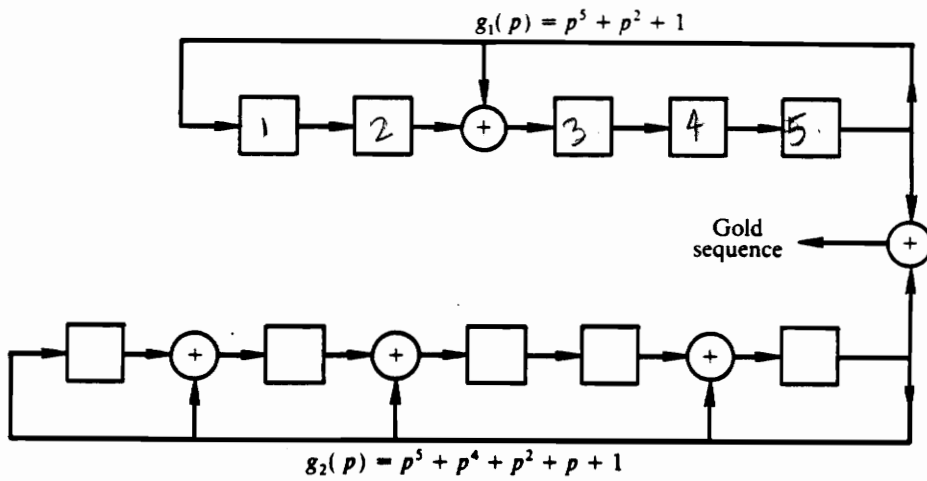 g₁(p) = p⁵ + p² + 1
1 2 + 3 4 5
Gold
sequence
+
+ + +
g₂(p) = p⁵ + p⁴ + p² + p + 1